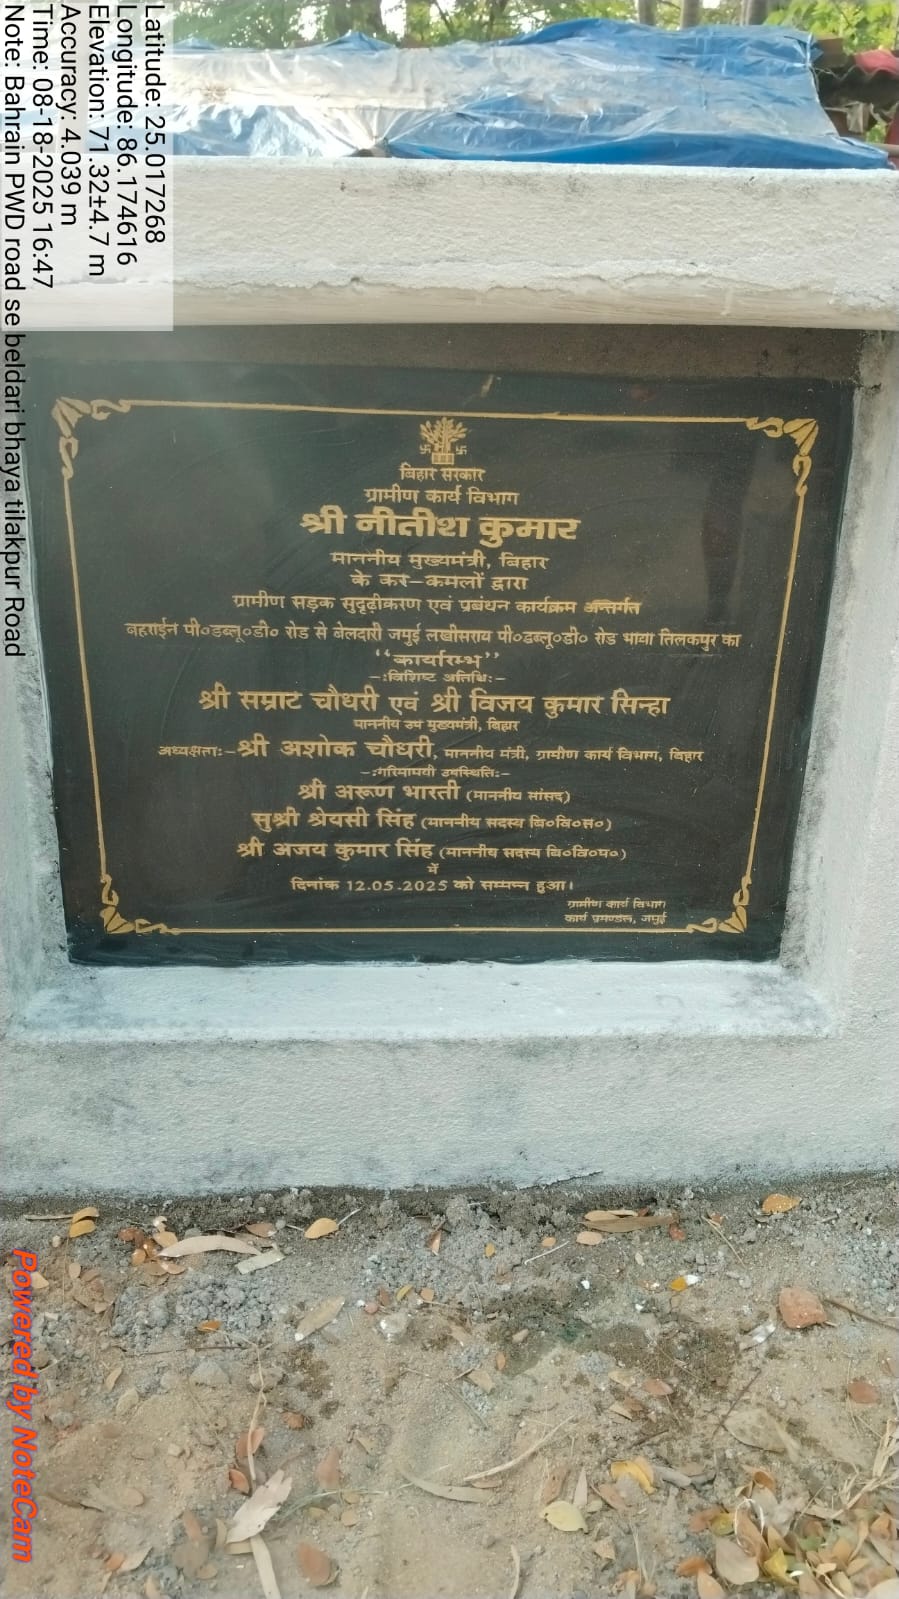 Latitude: 25.017268
Longitude: 86.174616
Elevation: 71.32±4.7 m
Accuracy: 4.039 m
Time: 08-18-2025 16:47
Note: Bahrain PWD road se beldari bhaya tilakpur Road
बिहार सरकार
ग्रामीण कार्य विभाग
श्री नीतीश कुमार
माननीय मुख्यमंत्री, बिहार
के कर-कमलों द्वारा
ग्रामीण सड़क सुदृढ़ीकरण एवं प्रबंधन कार्यक्रम अन्तर्गत
बहराईन पी०डब्लू०डी० रोड से बेलदारी जमुई लखीसराय पी०डब्लू०डी० रोड भाया तिलकपुर का
“कार्यारम्भ”
-:विशिष्ट अतिथि:-
श्री सम्राट चौधरी एवं श्री विजय कुमार सिन्हा
माननीय उप मुख्यमंत्री, बिहार
अध्यक्षता:-श्री अशोक चौधरी, माननीय मंत्री, ग्रामीण कार्य विभाग, बिहार
-:गरिमामयी उपस्थिति:-
श्री अरूण भारती (माननीय सांसद)
सुश्री श्रेयसी सिंह (माननीय सदस्य बि०वि०स०)
श्री अजय कुमार सिंह (माननीय सदस्य बि०वि०प०)
में
दिनांक 12.05.2025 को सम्पन्न हुआ।
ग्रामीण कार्य विभाग
कार्य प्रमण्डल, जमुई
Powered by NoteCam